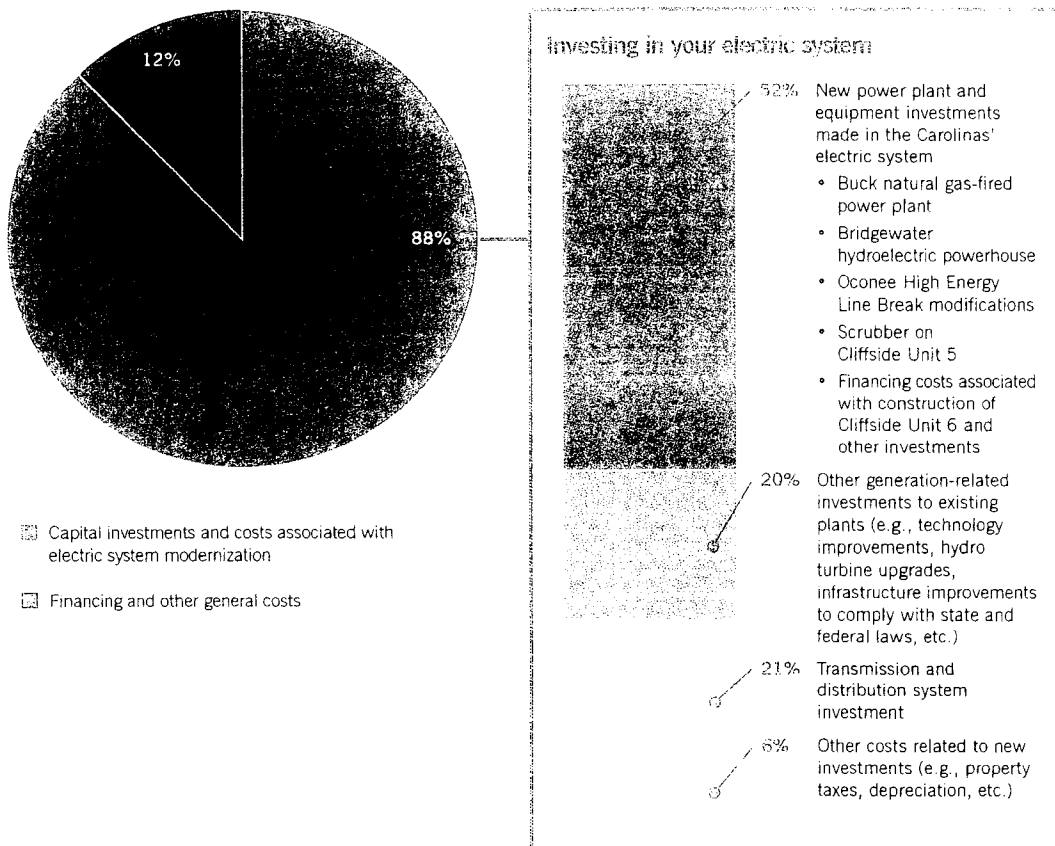 12%
88%
Capital investments and costs associated with
electric system modernization
Financing and other general costs
Investing in your electric system
52% New power plant and
equipment investments
made in the Carolinas'
electric system
• Buck natural gas-fired
power plant
• Bridgewater
hydroelectric powerhouse
• Oconee High Energy
Line Break modifications
• Scrubber on
Cliffside Unit 5
• Financing costs associated
with construction of
Cliffside Unit 6 and
other investments
20% Other generation-related
investments to existing
plants (e.g., technology
improvements, hydro
turbine upgrades,
infrastructure improvements
to comply with state and
federal laws, etc.)
21% Transmission and
distribution system
investment
Other costs related to new
investments (e.g., property
taxes, depreciation, etc.)